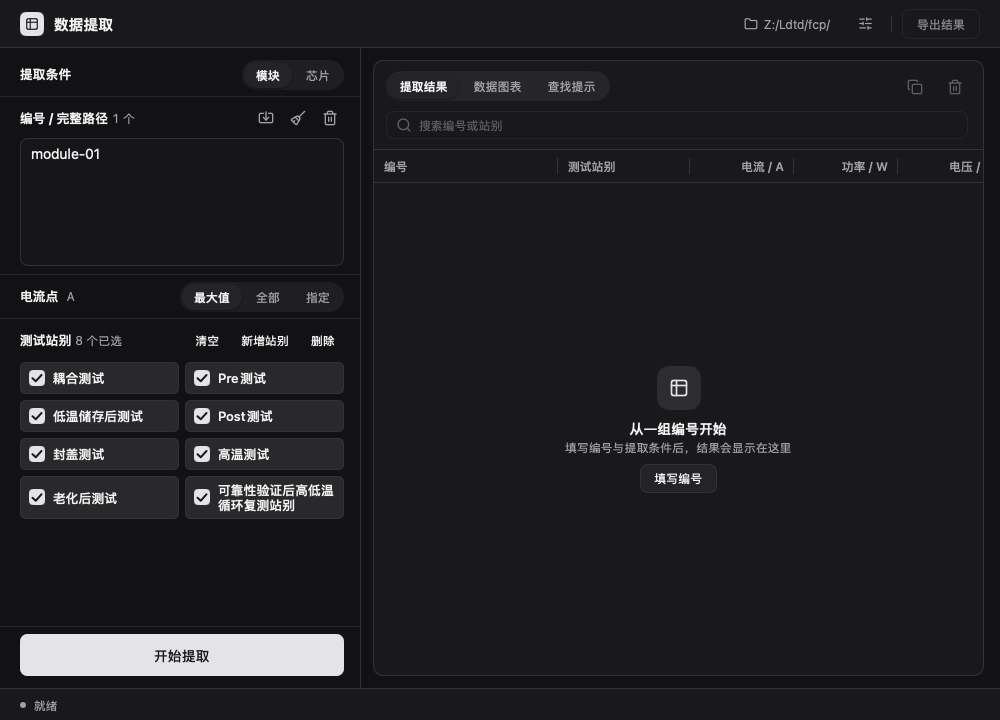 数据提取
Z:/Ldtd/fcp/
导出结果
提取条件
模块
芯片
编号 / 完整路径 1 个
module-01
电流点 A
最大值
全部
指定
测试站别 8 个已选
清空
新增站别
删除
耦合测试
Pre 测试
低温储存后测试
Post 测试
封盖测试
高温测试
老化后测试
可靠性验证后高低温
循环复测站别
开始提取
就绪
提取结果
数据图表
查找提示
搜索编号或站别
编号
测试站别
电流 / A
功率 / W
电压 /
从一组编号开始
填写编号与提取条件后，结果会显示在这里
填写编号